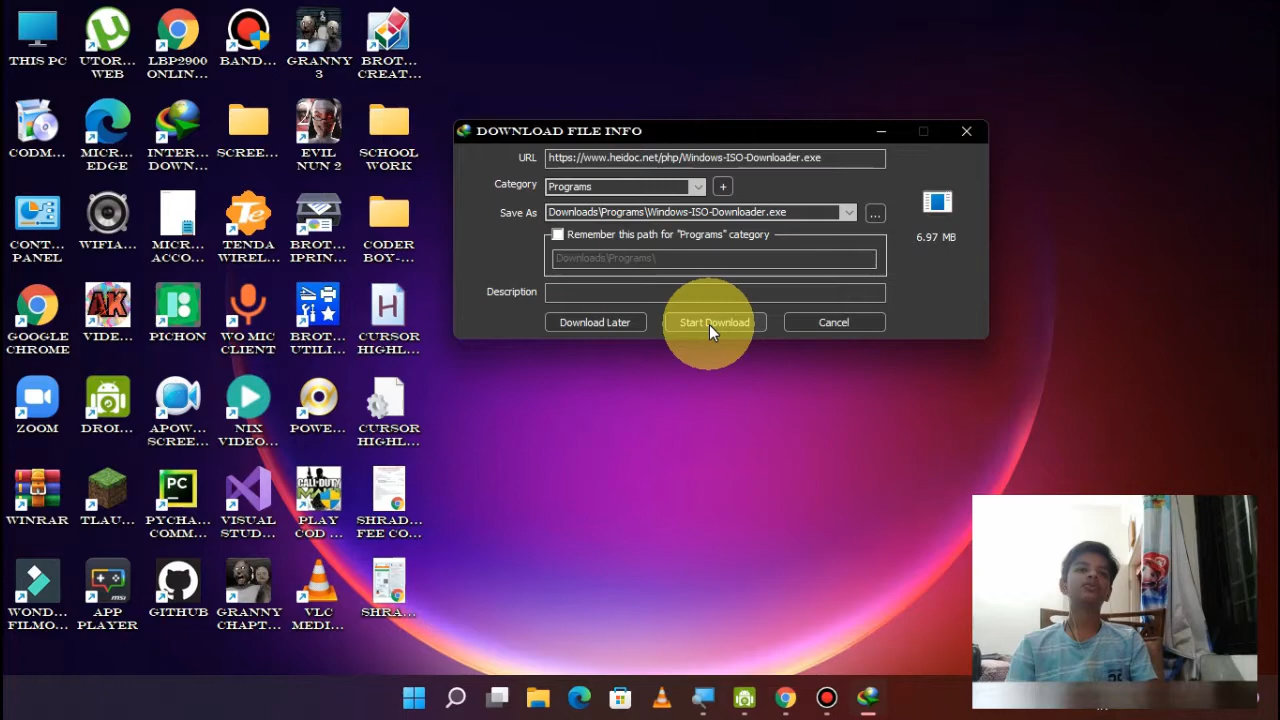 THIS PC
UTOR...
WEB
LBP2900
ONLIN...
BAND...
GRANNY
3
BROT...
CREAT...
CODM...
MICR...
EDGE
INTER...
DOWN...
SCREE...
EVIL
NUN 2
SCHOOL
WORK
CONT...
PANEL
WIFIA...
MICR...
ACCO...
TENDA
WIREL...
BROT...
IPRIN...
CODER
BOY-...
GOOGLE
CHROME
VIDE...
PICHON
WO MIC
CLIENT
BROT...
UTILI...
CURSOR
HIGHL...
ZOOM
DROI...
APOW...
SCREE...
NIX
VIDEO...
POWE...
CURSOR
HIGHL...
WINRAR
TLAU...
PYCHA...
COMM...
VISUAL
STUD...
PLAY
COD ...
SHRAD...
FEE CO...
WOND...
FILMO...
APP
PLAYER
GITHUB
GRANNY
CHAPT...
VLC
MEDI...
SHRA...
DOWNLOAD FILE INFO
URL https://www.heidoc.net/php/Windows-ISO-Downloader.exe
Category Programs +
Save As Downloads\Programs\Windows-ISO-Downloader.exe ...
6.97 MB
Remember this path for "Programs" category
Downloads\Programs\
Description
Download Later Start Download Cancel